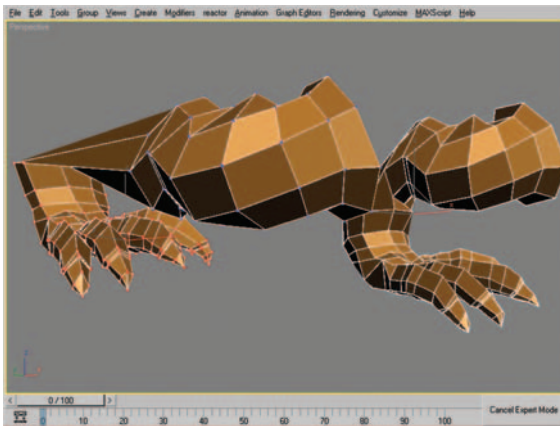 File Edit Tools Group Views Create Modifiers reactor Animation Graph Editors Rendering Customize MAXScript Help
Perspective
< 0 / 100 >
0 10 20 30 40 50 60 70 80 90 100
Cancel Expert Mode